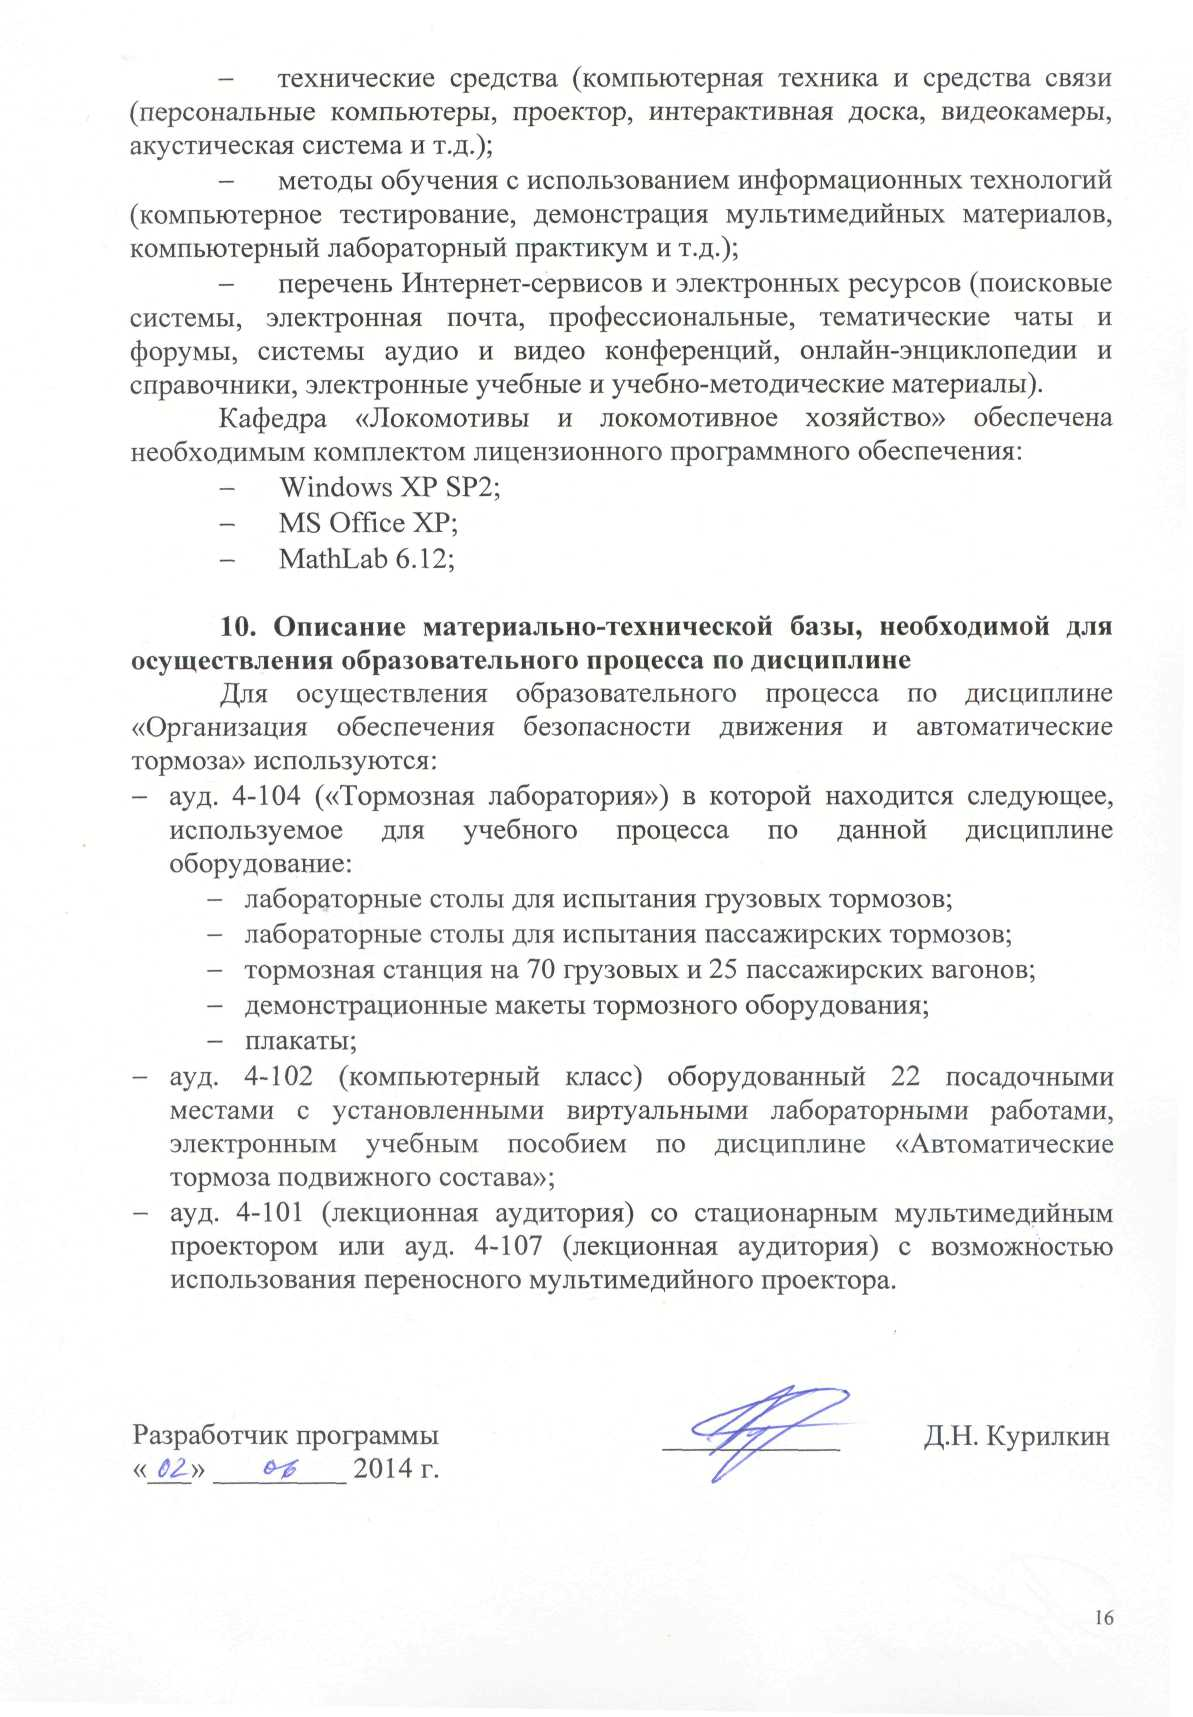 – технические средства (компьютерная техника и средства связи
(персональные компьютеры, проектор, интерактивная доска, видеокамеры,
акустическая система и т.д.);
– методы обучения с использованием информационных технологий
(компьютерное тестирование, демонстрация мультимедийных материалов,
компьютерный лабораторный практикум и т.д.);
– перечень Интернет-сервисов и электронных ресурсов (поисковые
системы, электронная почта, профессиональные, тематические чаты и
форумы, системы аудио и видео конференций, онлайн-энциклопедии и
справочники, электронные учебные и учебно-методические материалы).
Кафедра «Локомотивы и локомотивное хозяйство» обеспечена
необходимым комплектом лицензионного программного обеспечения:
– Windows XP SP2;
– MS Office XP;
– MathLab 6.12;
10. Описание материально-технической базы, необходимой для
осуществления образовательного процесса по дисциплине
Для осуществления образовательного процесса по дисциплине
«Организация обеспечения безопасности движения и автоматические
тормоза» используются:
– ауд. 4-104 («Тормозная лаборатория») в которой находится следующее,
используемое для учебного процесса по данной дисциплине
оборудование:
– лабораторные столы для испытания грузовых тормозов;
– лабораторные столы для испытания пассажирских тормозов;
– тормозная станция на 70 грузовых и 25 пассажирских вагонов;
– демонстрационные макеты тормозного оборудования;
– плакаты;
– ауд. 4-102 (компьютерный класс) оборудованный 22 посадочными
местами с установленными виртуальными лабораторными работами,
электронным учебным пособием по дисциплине «Автоматические
тормоза подвижного состава»;
– ауд. 4-101 (лекционная аудитория) со стационарным мультимедийным
проектором или ауд. 4-107 (лекционная аудитория) с возможностью
использования переносного мультимедийного проектора.
Разработчик программы Д.Н. Курилкин
«02» 06 2014 г.
16